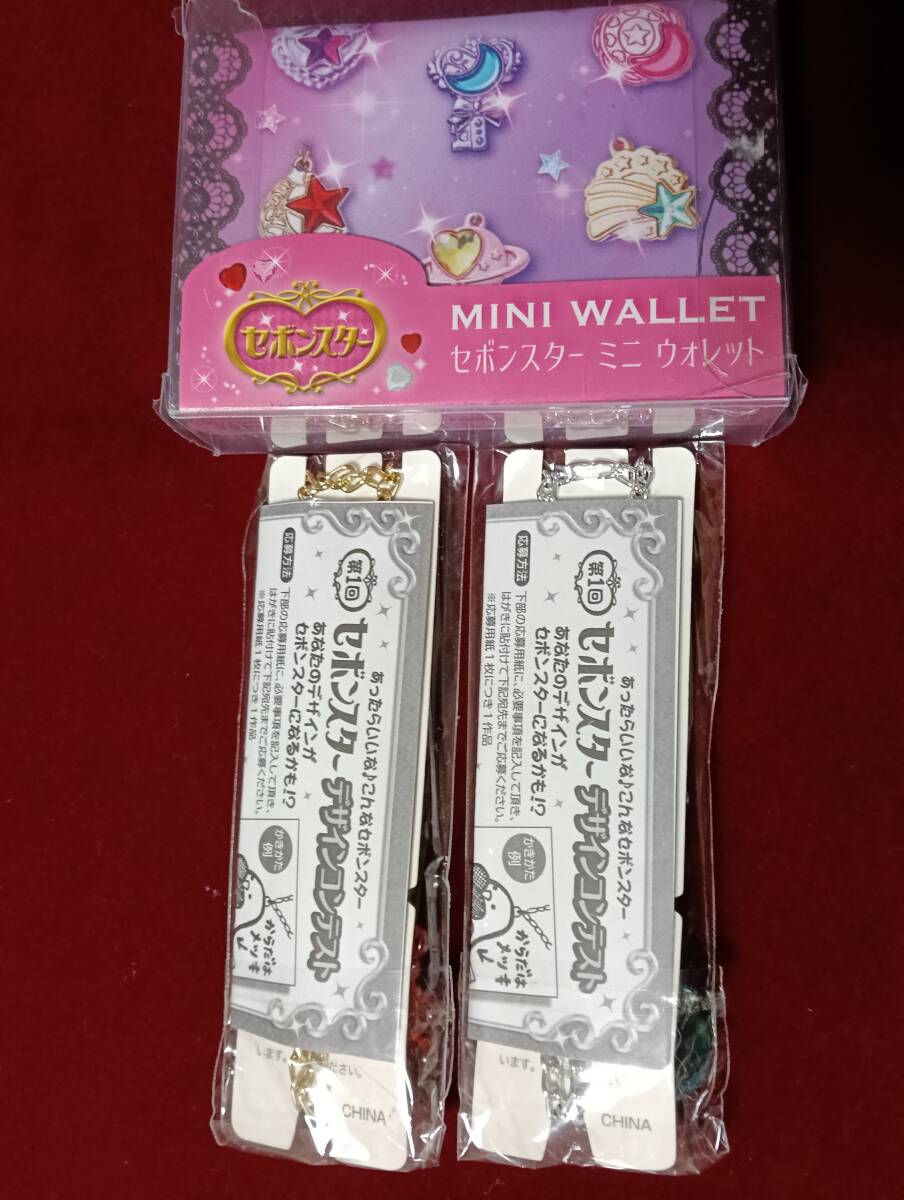 セボンスター
MINI WALLET
セボンスター ミニ ウォレット
あったらいいな♪こんなセボンスター
第1回
セボンスターデザインコンテスト
あなたのデザインが
セボンスターになるかも!?
応募方法
下部の応募用紙に、必要事項を記入して頂き、
はがきに貼付けて下記宛先までご応募ください。
※応募用紙1枚につき1作品
かきかた
例
からだは
メッキ
います。
ださい。
CHINA
あったらいいな♪こんなセボンスター
第1回
セボンスターデザインコンテスト
あなたのデザインが
セボンスターになるかも!?
応募方法
下部の応募用紙に、必要事項を記入して頂き、
はがきに貼付けて下記宛先までご応募ください。
※応募用紙1枚につき1作品
かきかた
例
からだは
メッキ
います。
CHINA